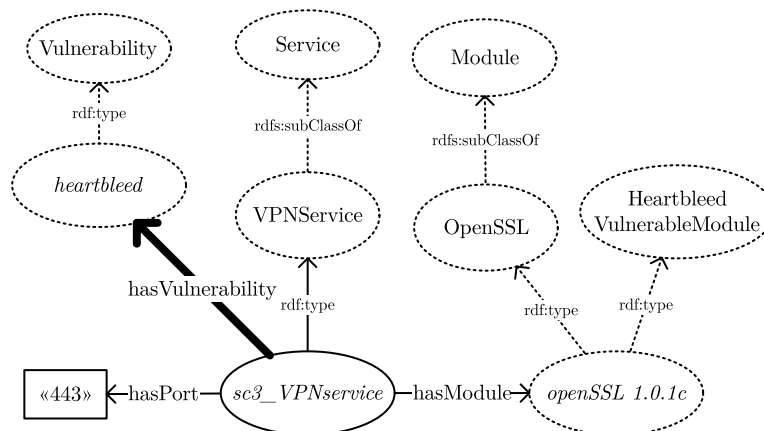 Vulnerability
Service
Module
rdf:type
rdfs:subClassOf
rdfs:subClassOf
heartbleed
VPNService
OpenSSL
Heartbleed
VulnerableModule
hasVulnerability
rdf:type
rdf:type
rdf:type
«443»
hasPort
sc3_VPNservice
hasModule
openSSL 1.0.1c